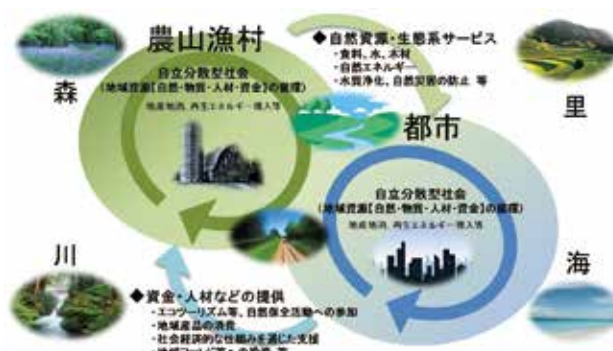 農山漁村
森
自立分散型社会
(地域資源【自然・物質・人材・資金】の循環)
地産地消、再生エネルギー導入等
◆自然資源・生態系サービス
・食料、水、木材
・自然エネルギー
・水質浄化、自然災害の防止 等
里
都市
自立分散型社会
(地域資源【自然・物質・人材・資金】の循環)
地産地消、再生エネルギー導入等
川
◆資金・人材などの提供
・エコツーリズム等、自然保全活動への参加
・地域産品の消費
・社会経済的な仕組みを通じた支援
海